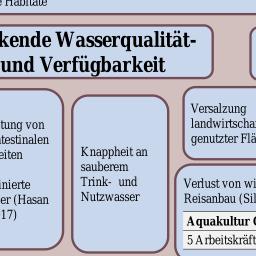 Habitate
kende Wasserqualität-
und Verfügbarkeit
tung von
testinalen
eiten
inierte
er (Hasan
17)
Knappheit an
sauberem
Trink- und
Nutzwasser
Versalzung
landwirtscha
genutzter Flä
Verlust von wi
Reisanbau (Sil
Aquakultur (
5 Arbeitskräft